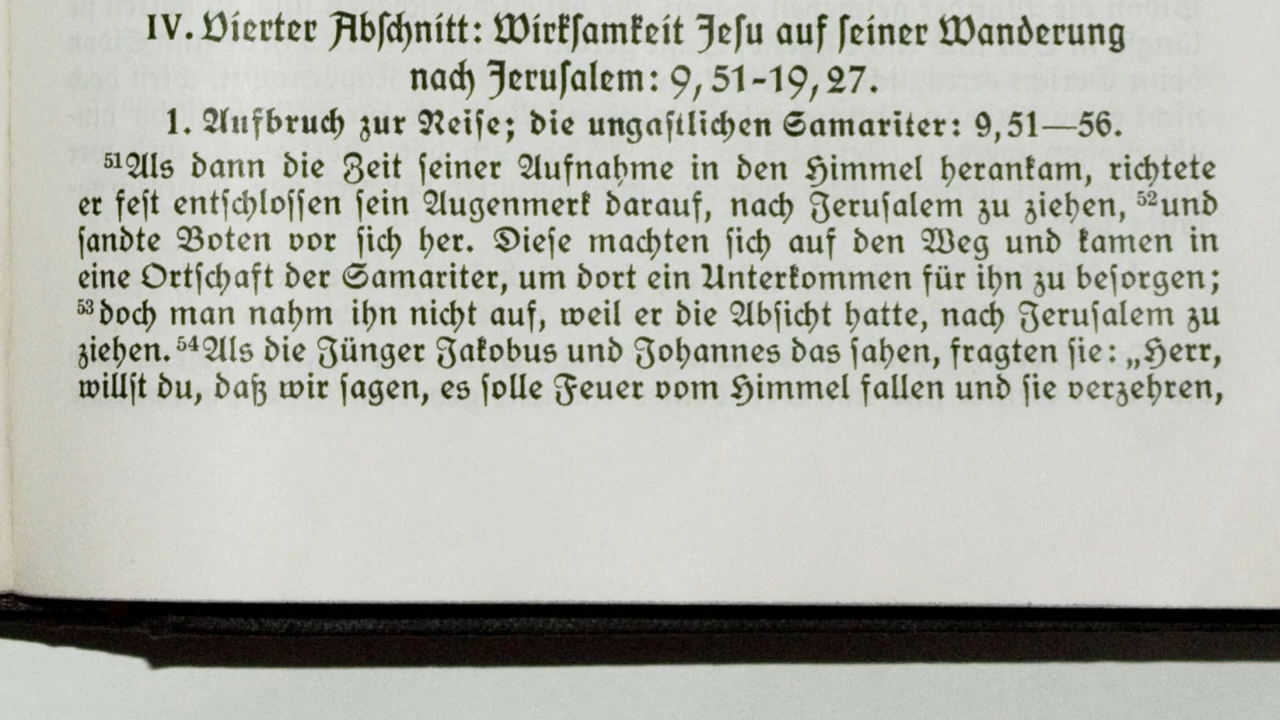 IV. Vierter Abſchnitt: Wirkſamkeit Jeſu auf ſeiner Wanderung
nach Jeruſalem: 9, 51-19, 27.
1. Aufbruch zur Reiſe; die ungaſtlichen Samariter: 9, 51—56.
⁵¹Als dann die Zeit ſeiner Aufnahme in den Himmel herankam, richtete
er feſt entſchloſſen ſein Augenmerk darauf, nach Jeruſalem zu ziehen, ⁵²und
ſandte Boten vor ſich her. Dieſe machten ſich auf den Weg und kamen in
eine Ortſchaft der Samariter, um dort ein Unterkommen für ihn zu beſorgen;
⁵³doch man nahm ihn nicht auf, weil er die Abſicht hatte, nach Jeruſalem zu
ziehen. ⁵⁴Als die Jünger Jakobus und Johannes das ſahen, fragten ſie: „Herr,
willſt du, daß wir ſagen, es ſolle Feuer vom Himmel fallen und ſie verzehren,